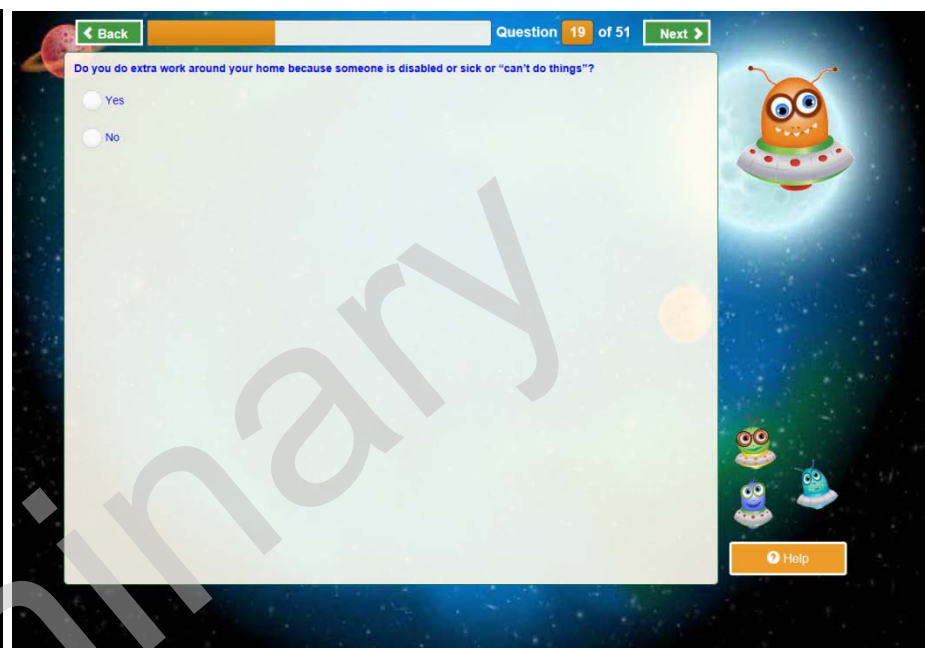 Back
Question 19 of 51
Next
Do you do extra work around your home because someone is disabled or sick or “can’t do things”?
Yes
No
Help
inary